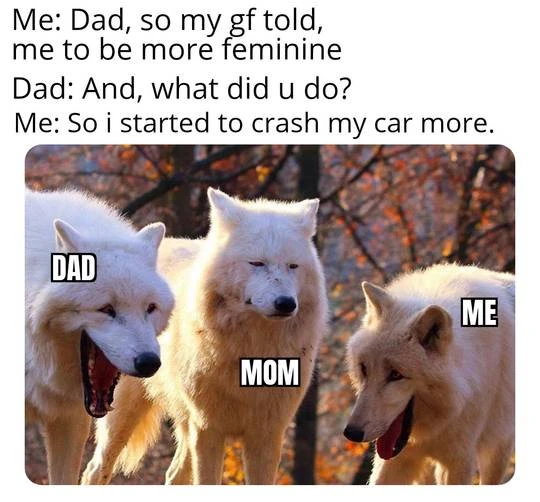 Me: Dad, so my gf told,
me to be more feminine
Dad: And, what did u do?
Me: So i started to crash my car more.
DAD
ME
MOM